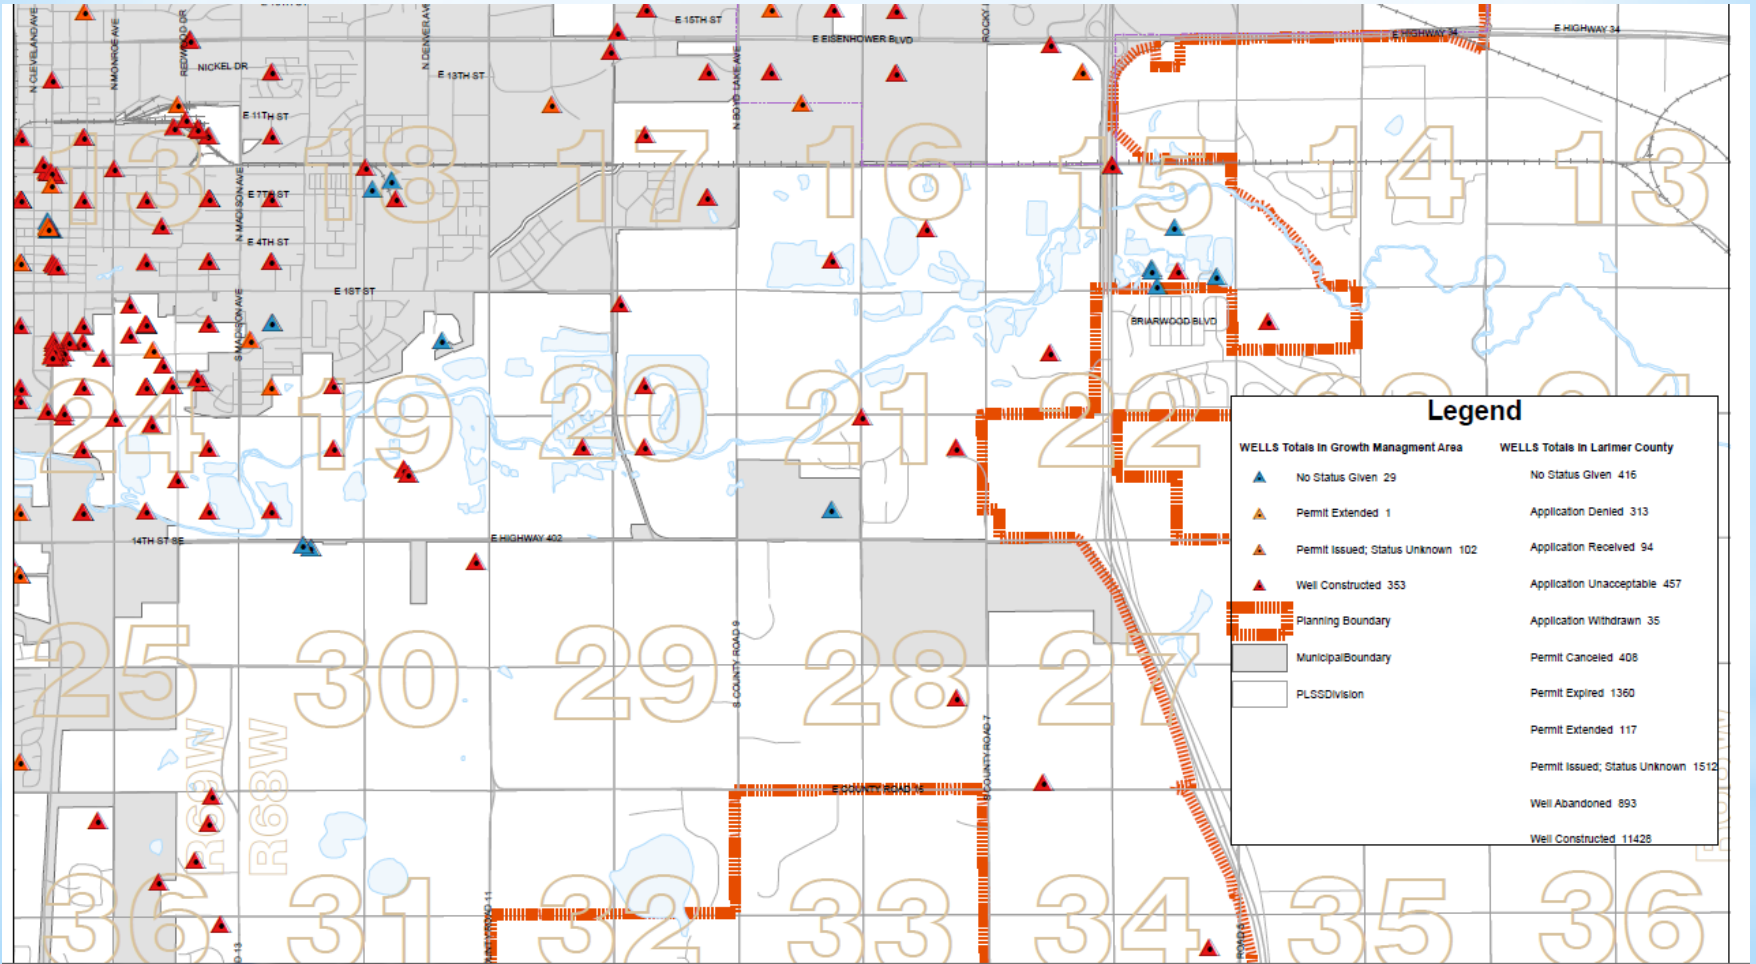 E 15TH ST
E EISENHOWER BLVD
E HIGHWAY 34
E HIGHWAY 34
N CLEVELAND AVE
N MONROE AVE
REDWOOD DR
NICKEL DR
N DENVER AVE
E 13TH ST
N BOYD LAKE AVE
E 11TH ST
13
18
17
16
15
14
13
E 7TH ST
N MADISON AVE
E 4TH ST
E 1ST ST
S MADISON AVE
BRIARWOOD BLVD
24
19
20
21
22
14TH ST SE
E HIGHWAY 402
25
30
29
28
27
S COUNTY ROAD 9
S COUNTY ROAD 7
R69W
R68W
E COUNTY ROAD 16
36
31
32
33
34
35
36
Legend
WELLS Totals in Growth Managment Area
No Status Given 29
Permit Extended 1
Permit Issued; Status Unknown 102
Well Constructed 353
Planning Boundary
MunicipalBoundary
PLSSDivision
WELLS Totals in Larimer County
No Status Given 416
Application Denied 313
Application Received 94
Application Unacceptable 457
Application Withdrawn 35
Permit Canceled 408
Permit Expired 1360
Permit Extended 117
Permit Issued; Status Unknown 1512
Well Abandoned 893
Well Constructed 11428